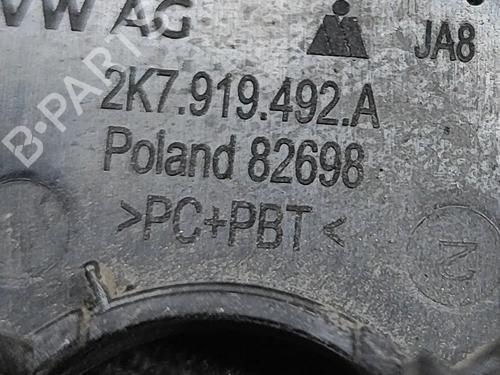 VW AG
JA8
2K7.919.492.A
Poland 82698
>PC+PBT<
B-PARTS